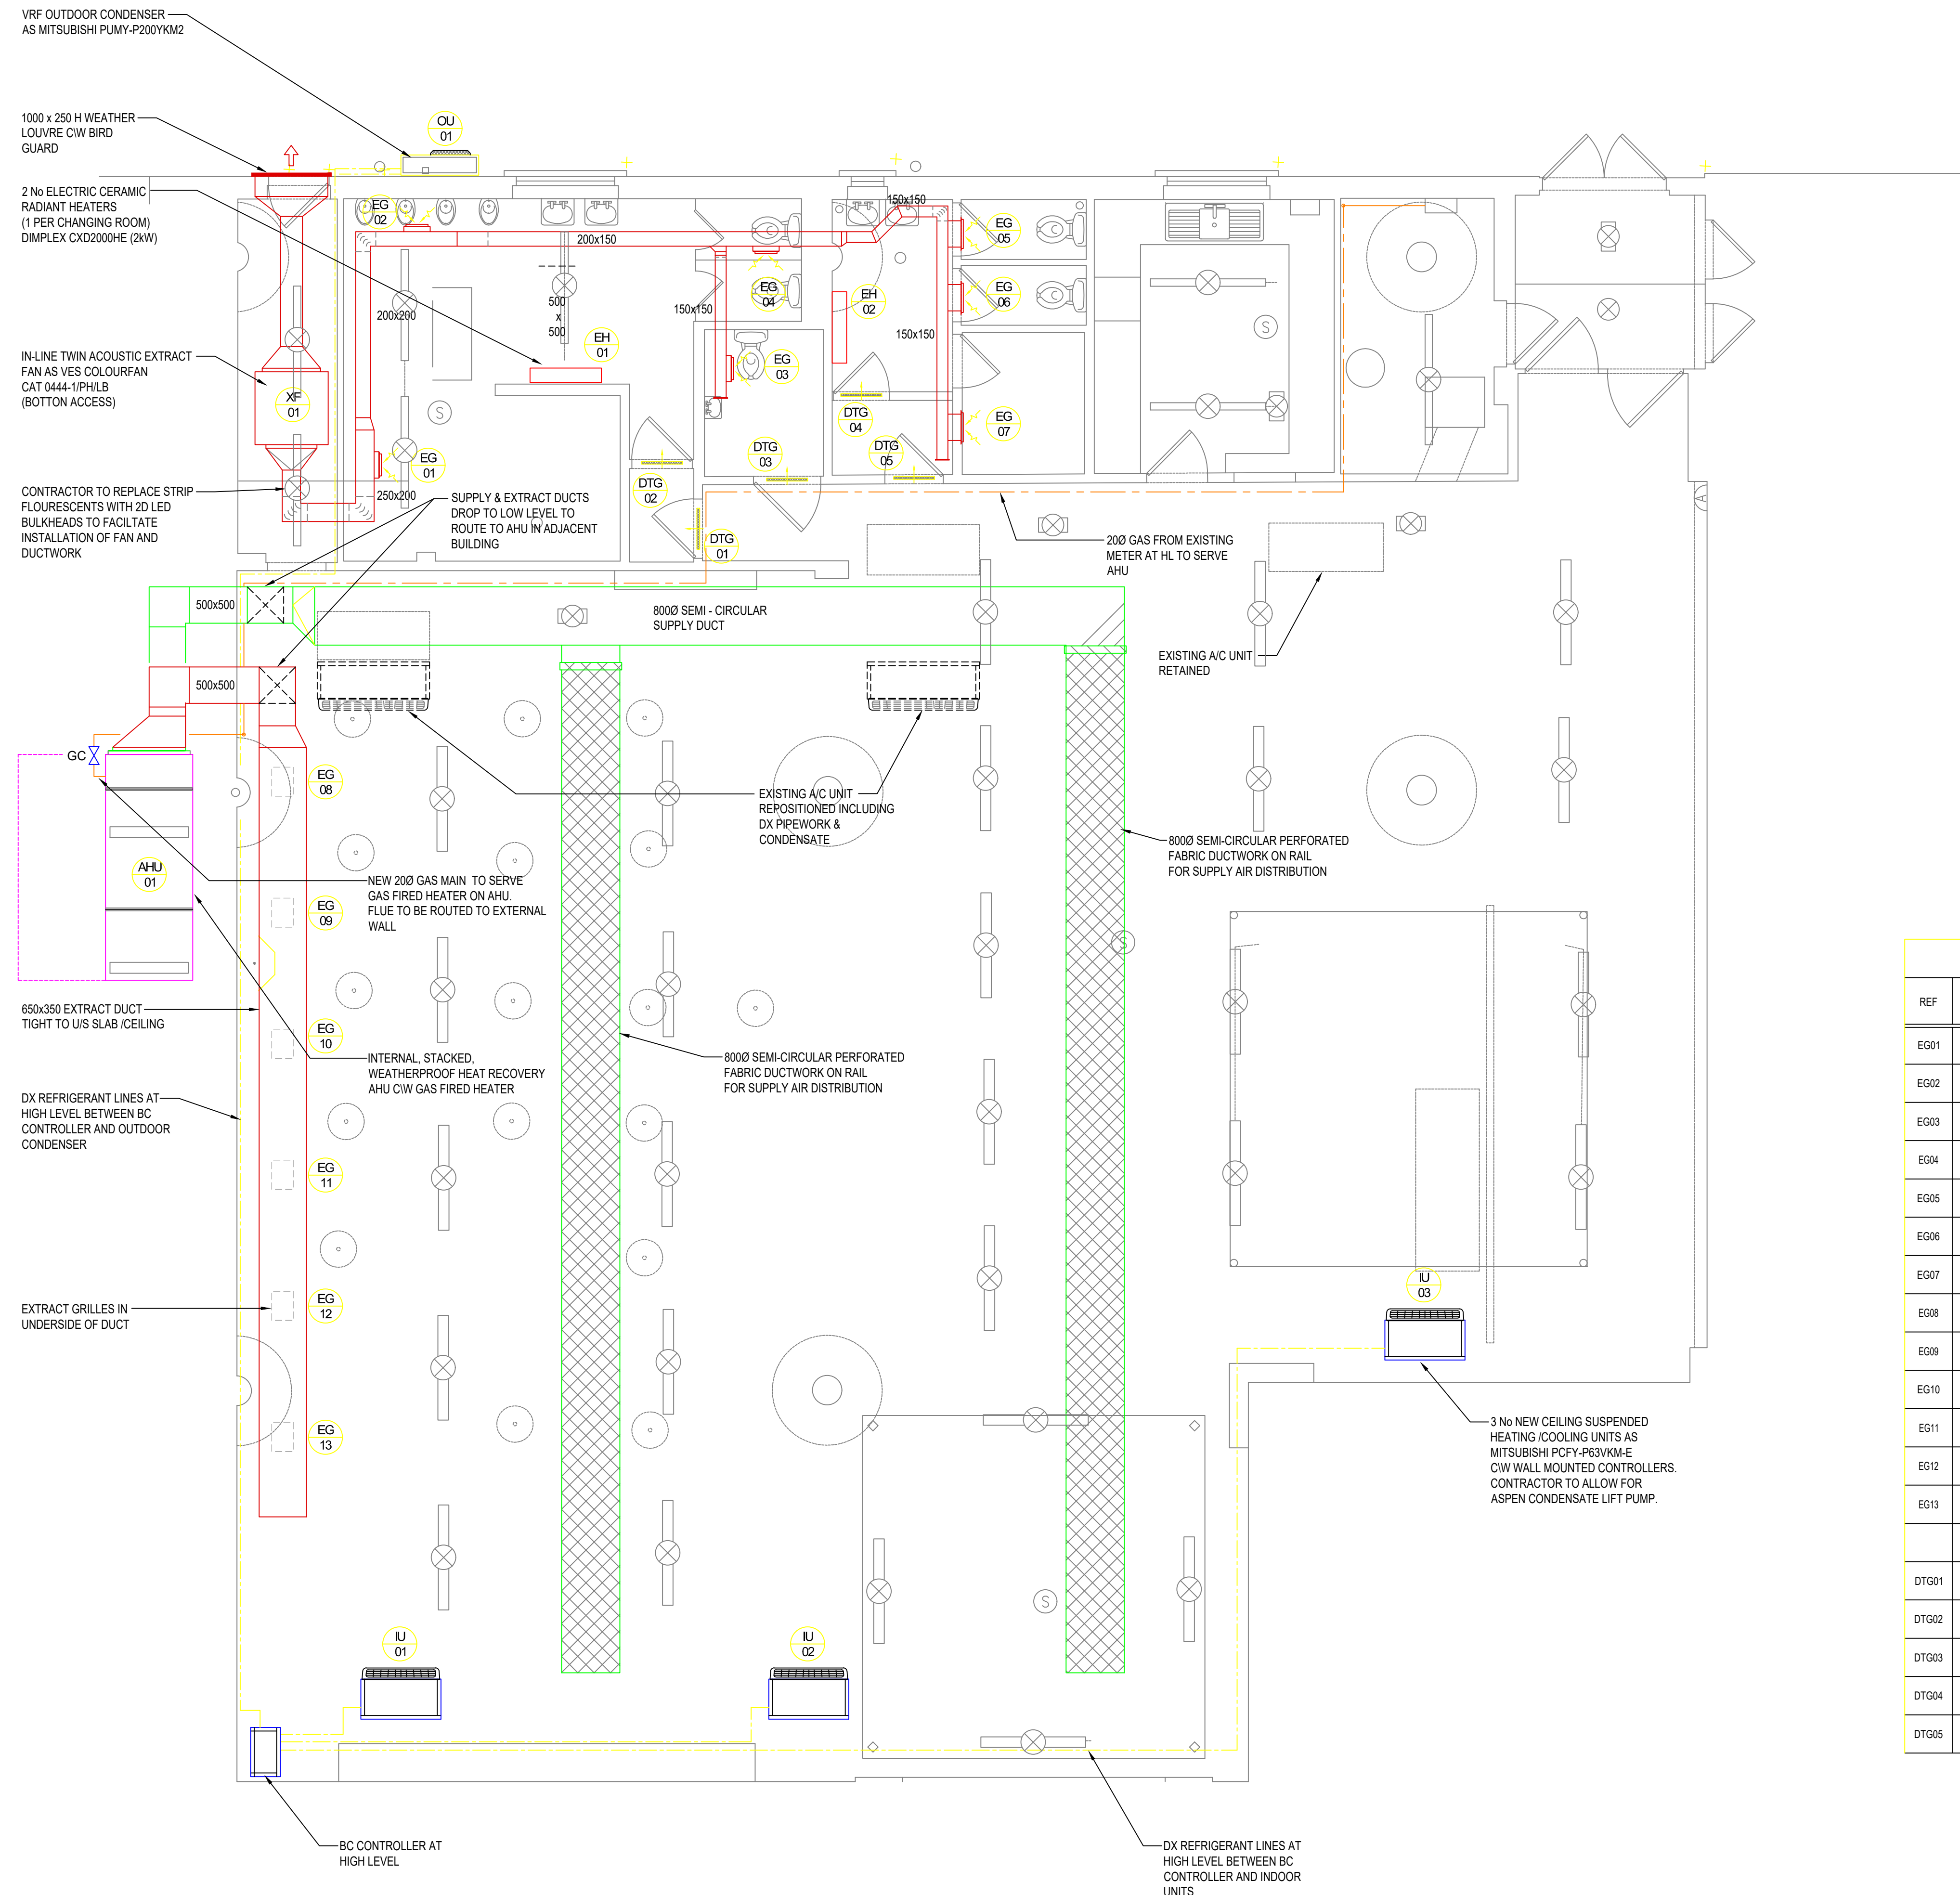 VRF OUTDOOR CONDENSER
AS MITSUBISHI PUMY-P200YKM2
1000 x 250 H WEATHER
LOUVRE C\W BIRD
GUARD
2 No ELECTRIC CERAMIC
RADIANT HEATERS
(1 PER CHANGING ROOM)
DIMPLEX CXD2000HE (2kW)
IN-LINE TWIN ACOUSTIC EXTRACT
FAN AS VES COLOURFAN
CAT 0444-1/PH/LB
(BOTTON ACCESS)
CONTRACTOR TO REPLACE STRIP
FLOURESCENTS WITH 2D LED
BULKHEADS TO FACILTATE
INSTALLATION OF FAN AND
DUCTWORK
SUPPLY & EXTRACT DUCTS
DROP TO LOW LEVEL TO
ROUTE TO AHU IN ADJACENT
BUILDING
OU
01
EG
02
200x150
150x150
EG
05
EG
04
EH
02
EG
06
200x200
500
x
500
150x150
150x150
EH
01
EG
03
XF
01
DTG
04
EG
07
EG
01
DTG
03
DTG
05
250x200
DTG
02
DTG
01
S
S
A
20Ø GAS FROM EXISTING
METER AT HL TO SERVE
AHU
500x500
800Ø SEMI - CIRCULAR
SUPPLY DUCT
EXISTING A/C UNIT
RETAINED
500x500
GC
EG
08
EXISTING A/C UNIT
REPOSITIONED INCLUDING
DX PIPEWORK &
CONDENSATE
800Ø SEMI-CIRCULAR PERFORATED
FABRIC DUCTWORK ON RAIL
FOR SUPPLY AIR DISTRIBUTION
AHU
01
NEW 20Ø GAS MAIN TO SERVE
GAS FIRED HEATER ON AHU.
FLUE TO BE ROUTED TO EXTERNAL
WALL
EG
09
S
650x350 EXTRACT DUCT
TIGHT TO U/S SLAB /CEILING
EG
10
INTERNAL, STACKED,
WEATHERPROOF HEAT RECOVERY
AHU C\W GAS FIRED HEATER
800Ø SEMI-CIRCULAR PERFORATED
FABRIC DUCTWORK ON RAIL
FOR SUPPLY AIR DISTRIBUTION
DX REFRIGERANT LINES AT
HIGH LEVEL BETWEEN BC
CONTROLLER AND OUTDOOR
CONDENSER
EG
11
EXTRACT GRILLES IN
UNDERSIDE OF DUCT
EG
12
IU
03
EG
13
3 No NEW CEILING SUSPENDED
HEATING /COOLING UNITS AS
MITSUBISHI PCFY-P63VKM-E
C\W WALL MOUNTED CONTROLLERS.
CONTRACTOR TO ALLOW FOR
ASPEN CONDENSATE LIFT PUMP.
S
IU
01
IU
02
BC CONTROLLER AT
HIGH LEVEL
DX REFRIGERANT LINES AT
HIGH LEVEL BETWEEN BC
CONTROLLER AND INDOOR
UNITS
REF
EG01
EG02
EG03
EG04
EG05
EG06
EG07
EG08
EG09
EG10
EG11
EG12
EG13
DTG01
DTG02
DTG03
DTG04
DTG05